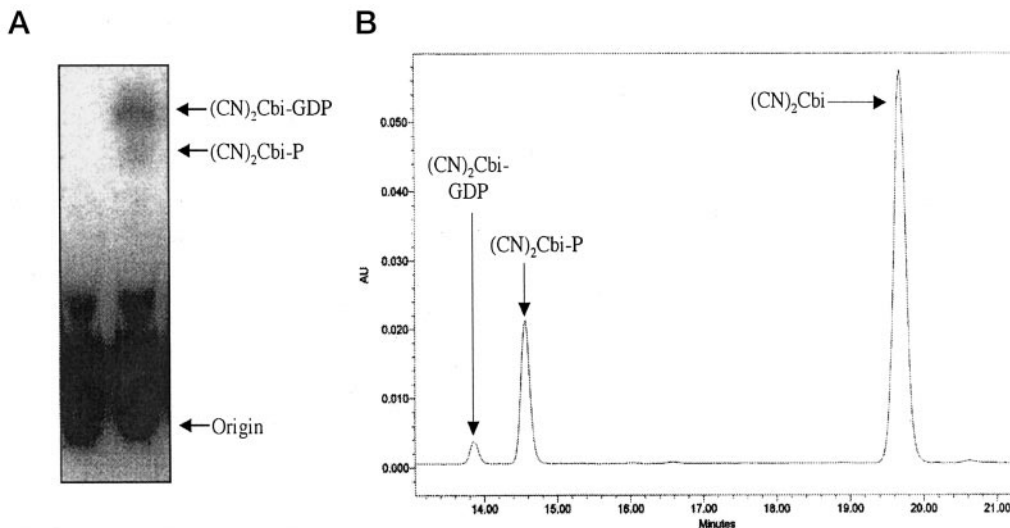 A
(CN)₂Cbi-GDP
(CN)₂Cbi-P
Origin
B
(CN)₂Cbi
(CN)₂Cbi-
GDP
(CN)₂Cbi-P
AU
0.050
0.040
0.030
0.020
0.010
0.000
14.00 15.00 16.00 17.00 18.00 19.00 20.00 21.00
Minutes